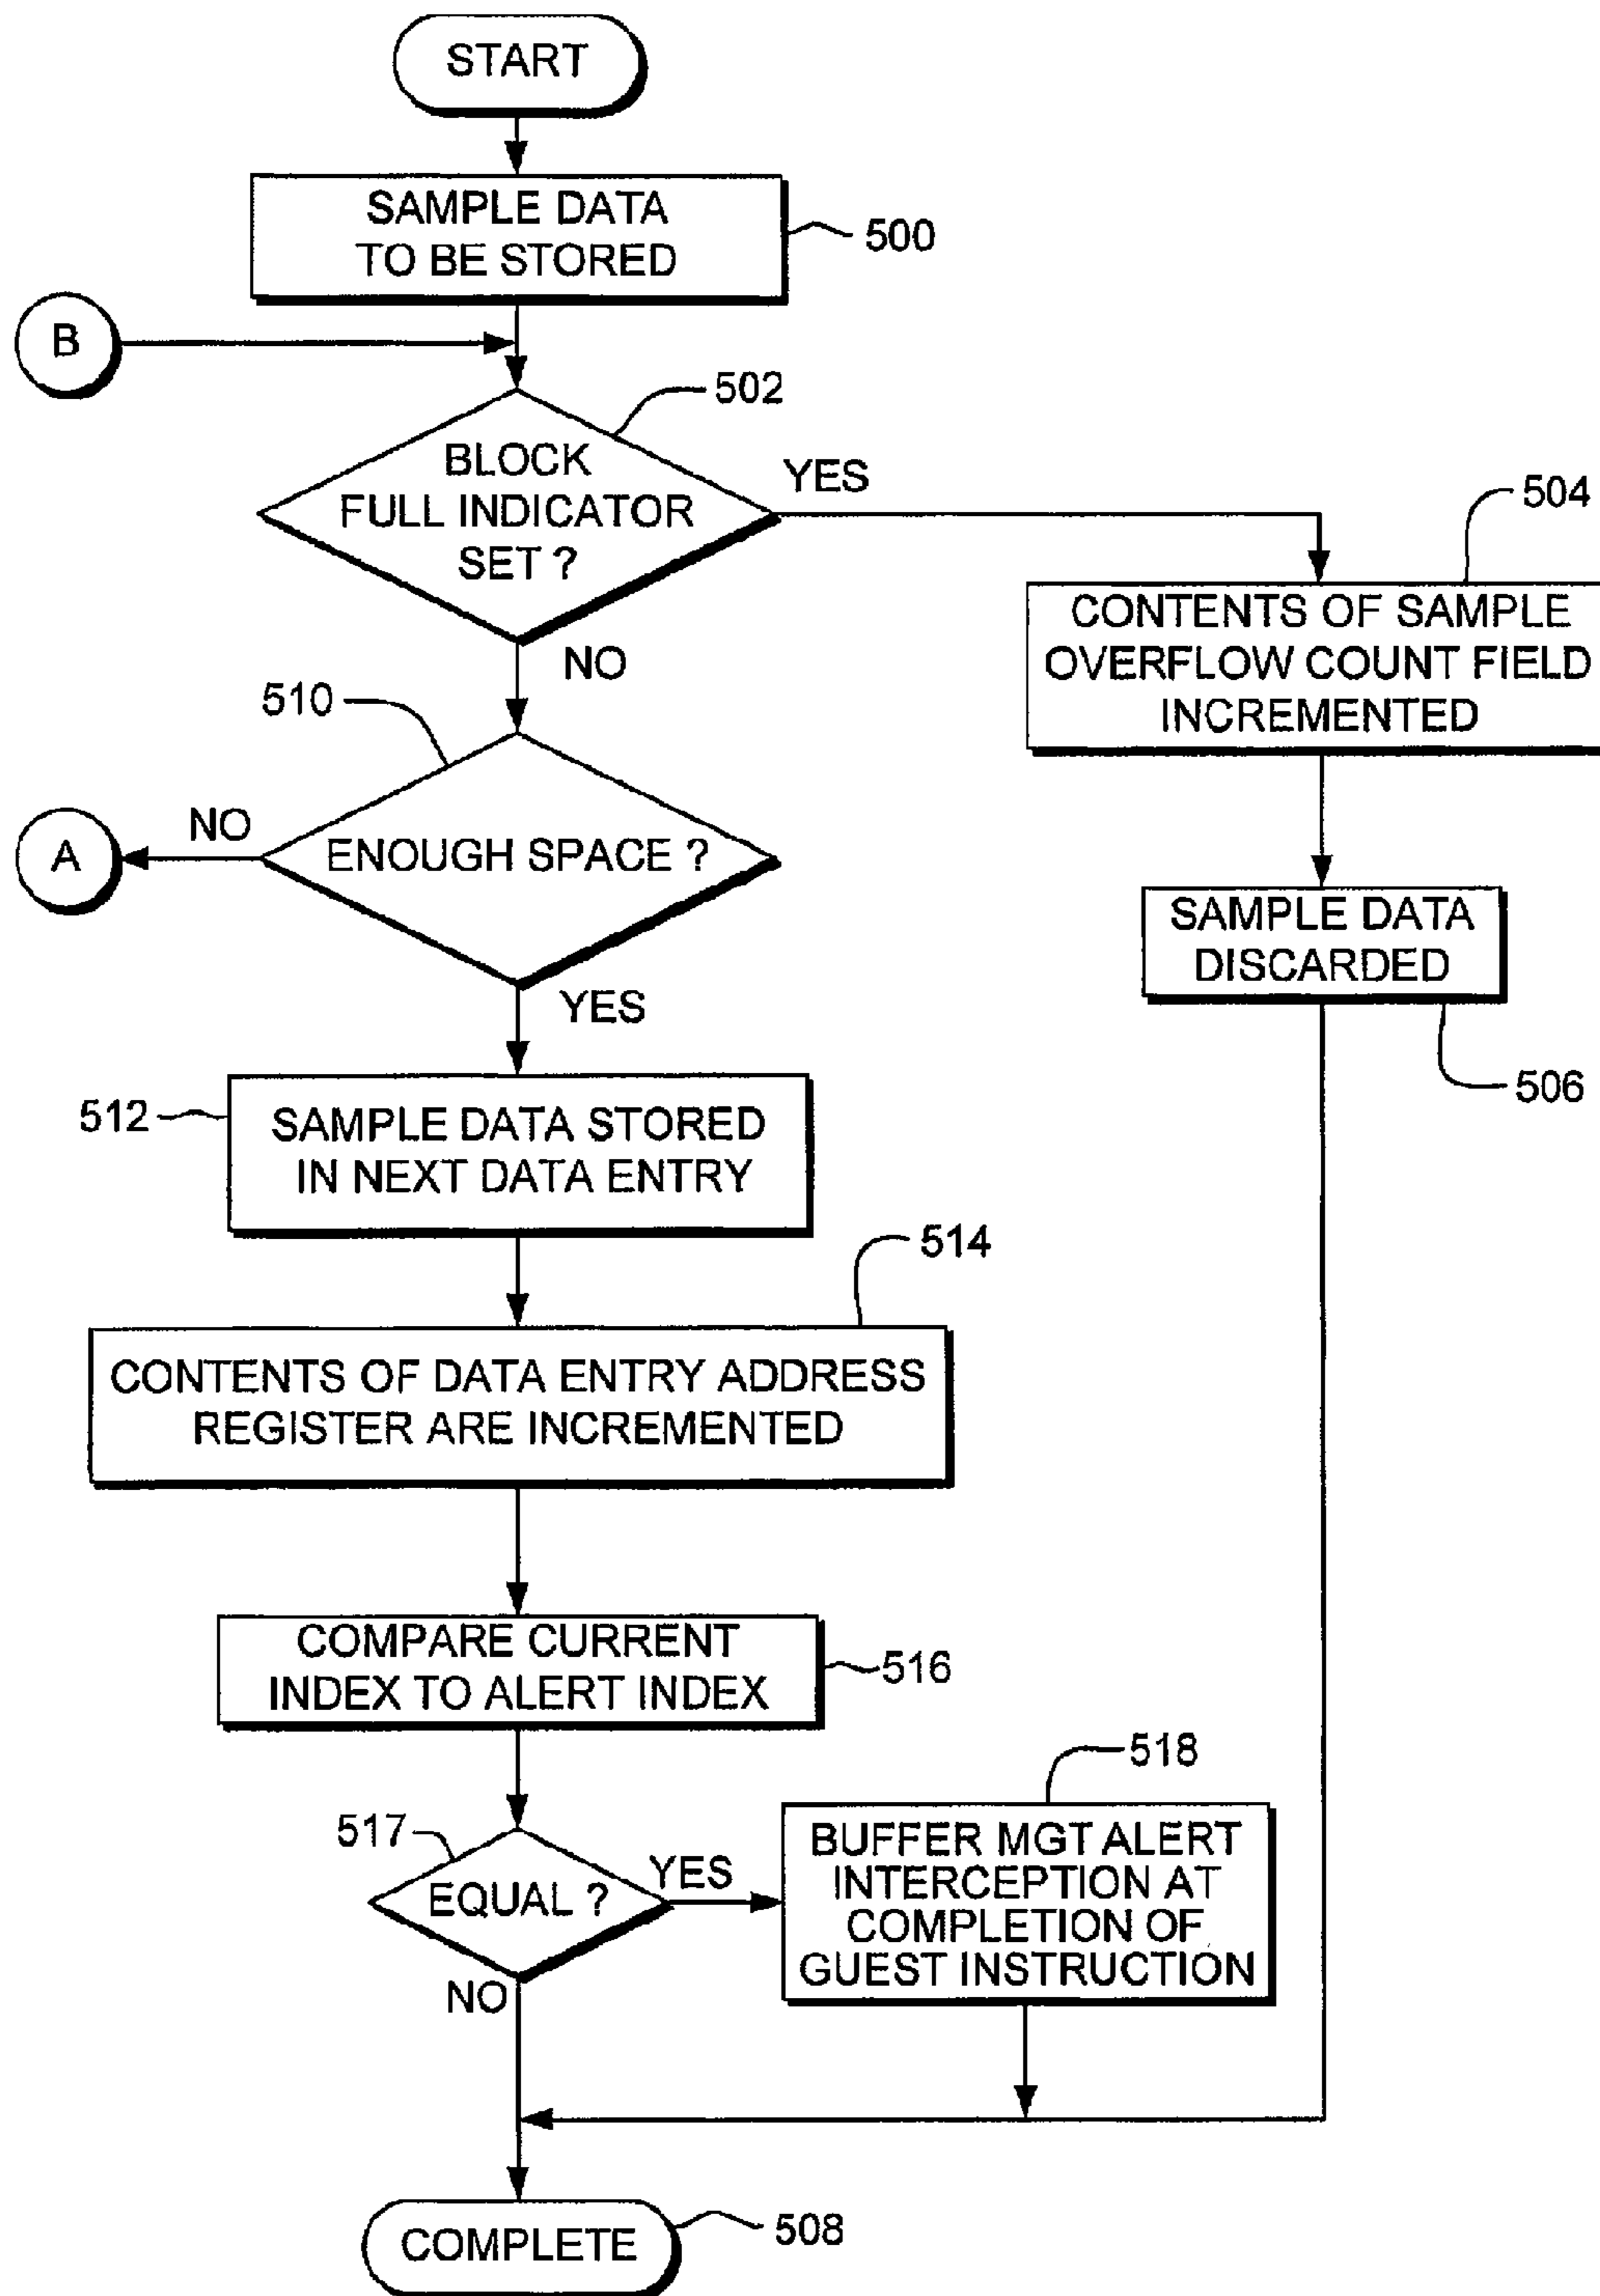 START
SAMPLE DATA
TO BE STORED
500
B
502
BLOCK
FULL INDICATOR
SET ?
YES
NO
504
CONTENTS OF SAMPLE
OVERFLOW COUNT FIELD
INCREMENTED
510
ENOUGH SPACE ?
NO
A
YES
SAMPLE DATA
DISCARDED
506
512
SAMPLE DATA STORED
IN NEXT DATA ENTRY
514
CONTENTS OF DATA ENTRY ADDRESS
REGISTER ARE INCREMENTED
COMPARE CURRENT
INDEX TO ALERT INDEX
516
517
EQUAL ?
YES
NO
518
BUFFER MGT ALERT
INTERCEPTION AT
COMPLETION OF
GUEST INSTRUCTION
COMPLETE
508